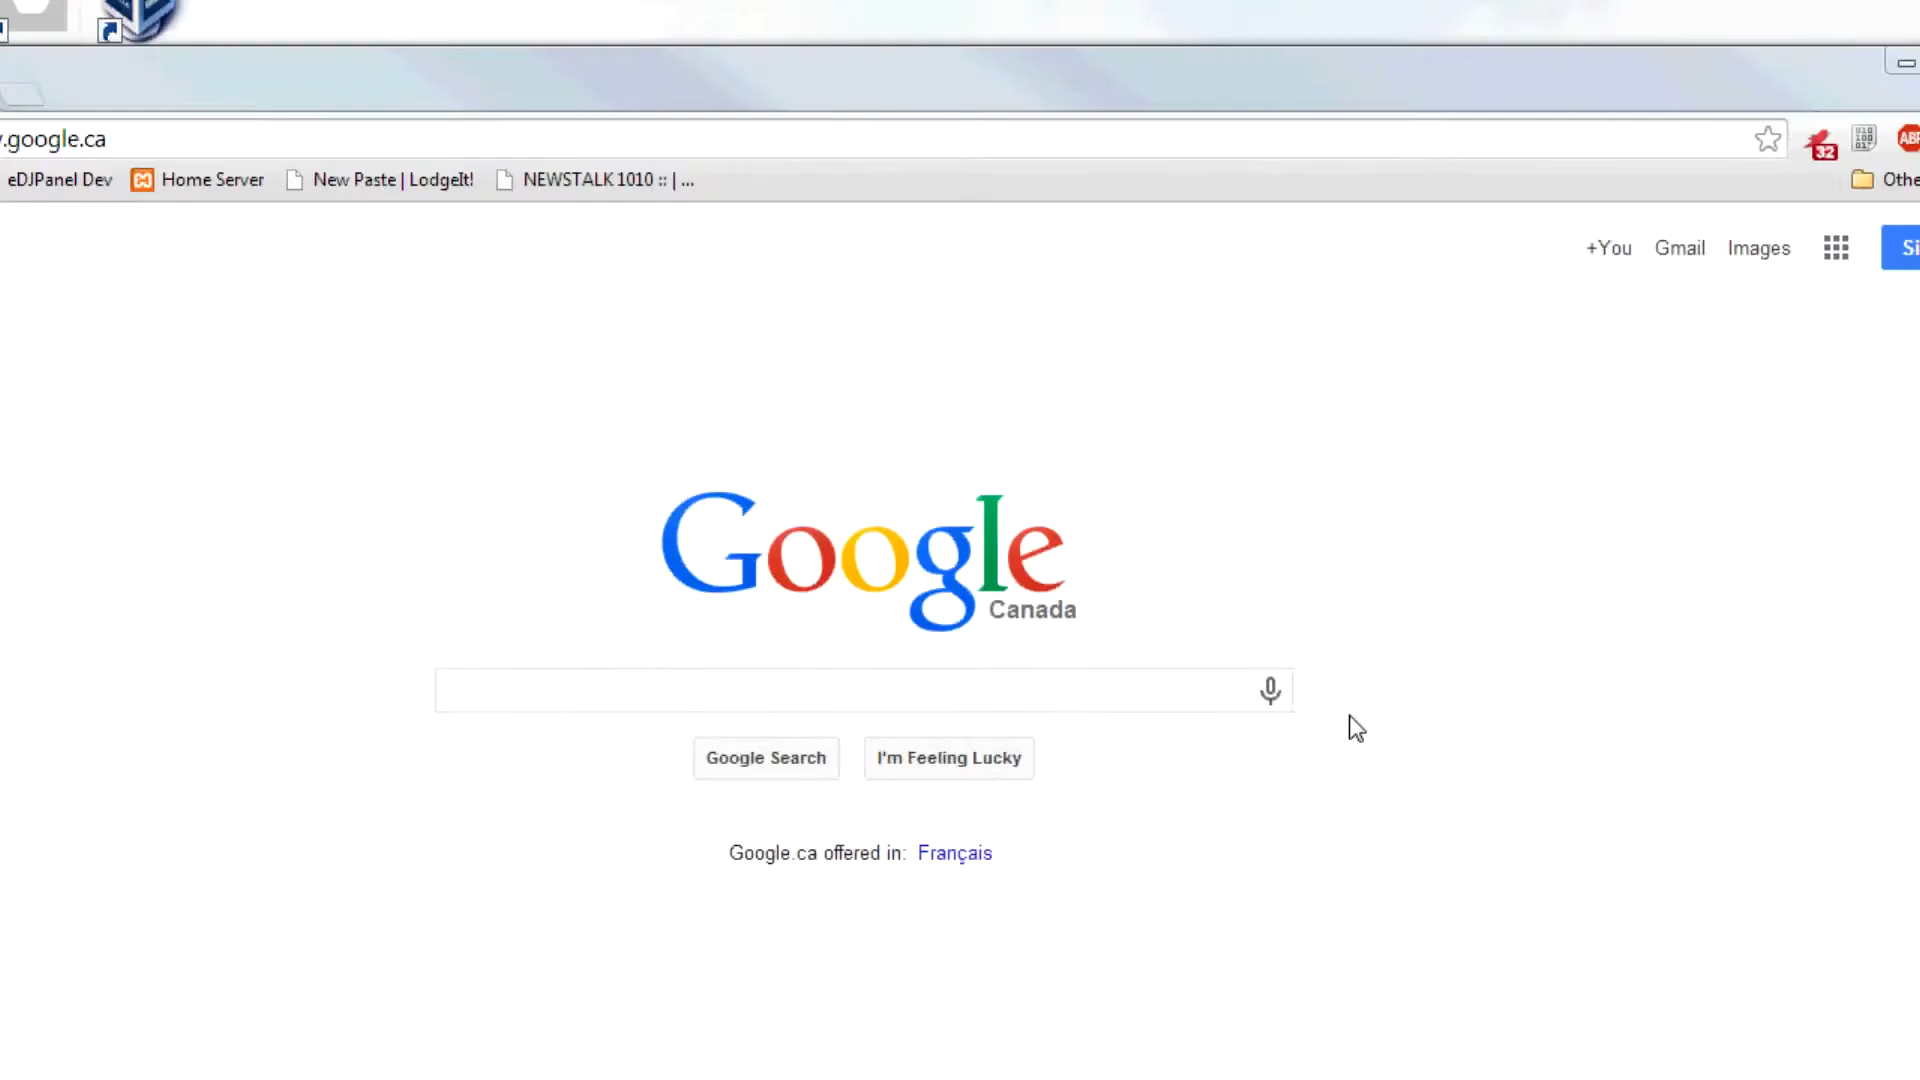 .google.ca
32
ABP
eDJPanel Dev Home Server New Paste | LodgeIt! NEWSTALK 1010 :: | ... Othe
+You Gmail Images Si
Google
Canada
Google Search I'm Feeling Lucky
Google.ca offered in: Français